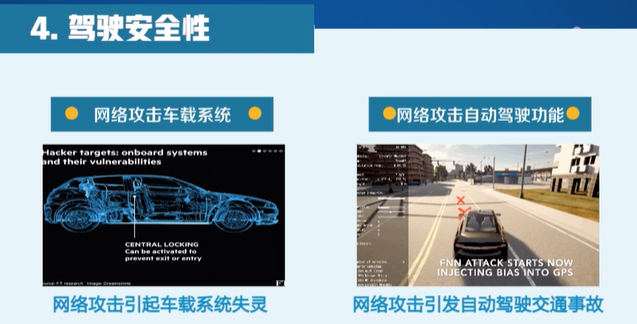 4. 驾驶安全性
网络攻击车载系统
网络攻击自动驾驶功能
Hacker targets: onboard systems
and their vulnerabilities
CENTRAL LOCKING
Can be activated to
prevent exit or entry
Source: FT research Image: Dreamstime
FNN ATTACK STARTS NOW
INJECTING BIAS INTO GPS
网络攻击引起车载系统失灵
网络攻击引发自动驾驶交通事故